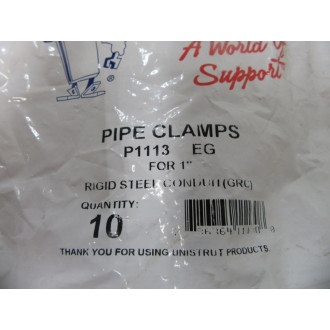 A World
Support
PIPE CLAMPS
P1113 EG
FOR 1"
RIGID STEEL CONDUIT(GRC)
QUANTITY:
10
THANK YOU FOR USING UNISTRUT PRODUCTS.